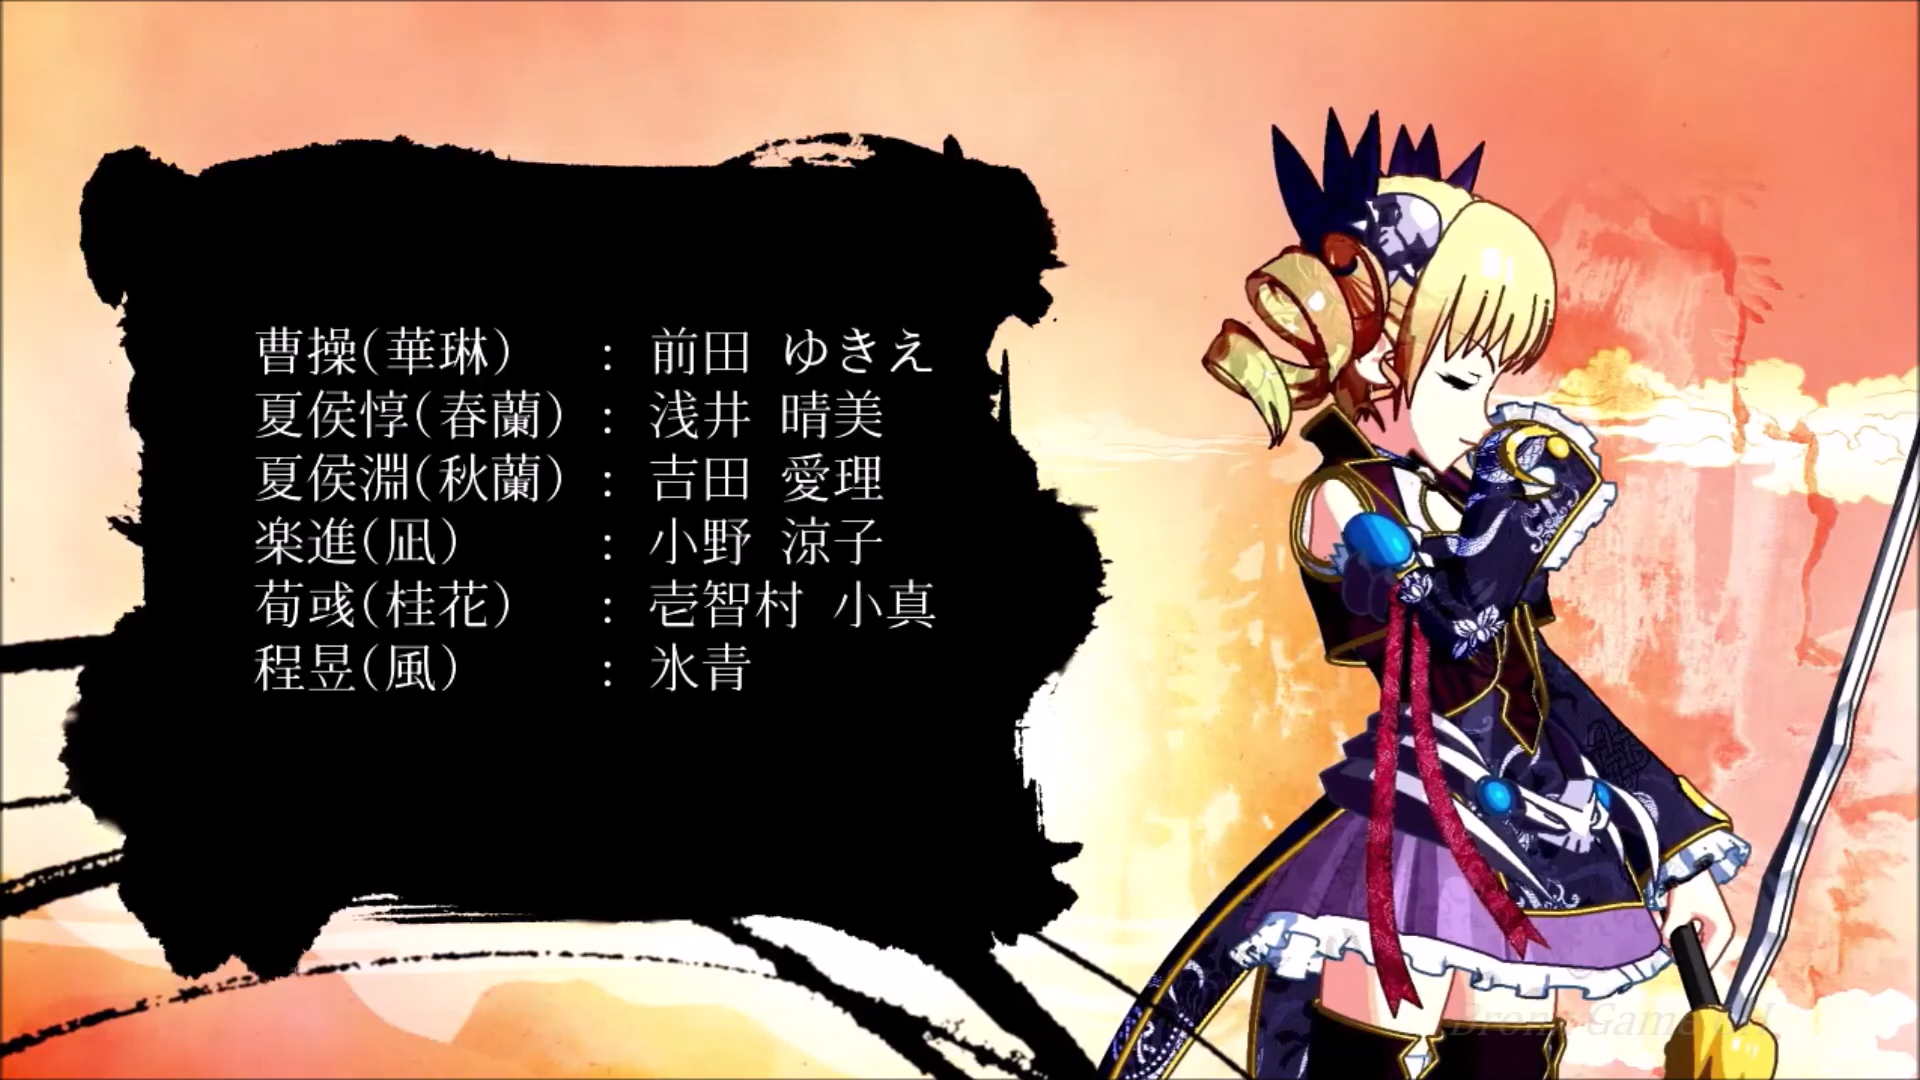 曹操(華琳) : 前田 ゆきえ
夏侯惇(春蘭) : 浅井 晴美
夏侯淵(秋蘭) : 吉田 愛理
楽進(凪) : 小野 涼子
荀彧(桂花) : 壱智村 小真
程昱(風) : 氷青